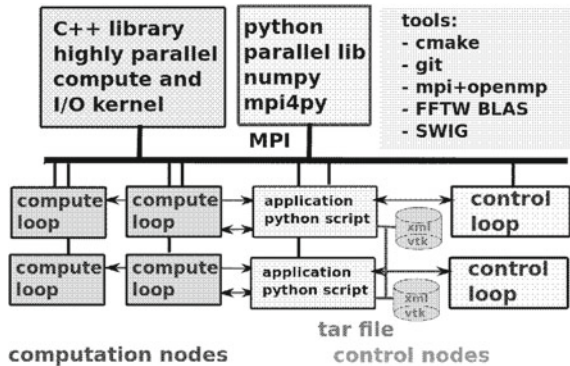 C++ library
highly parallel
compute and
I/O kernel
python
parallel lib
numpy
mpi4py
tools:
- cmake
- git
- mpi+openmp
- FFTW BLAS
- SWIG
MPI
compute
loop
compute
loop
application
python script
xml
vtk
control
loop
compute
loop
compute
loop
application
python script
xml
vtk
control
loop
tar file
computation nodes
control nodes